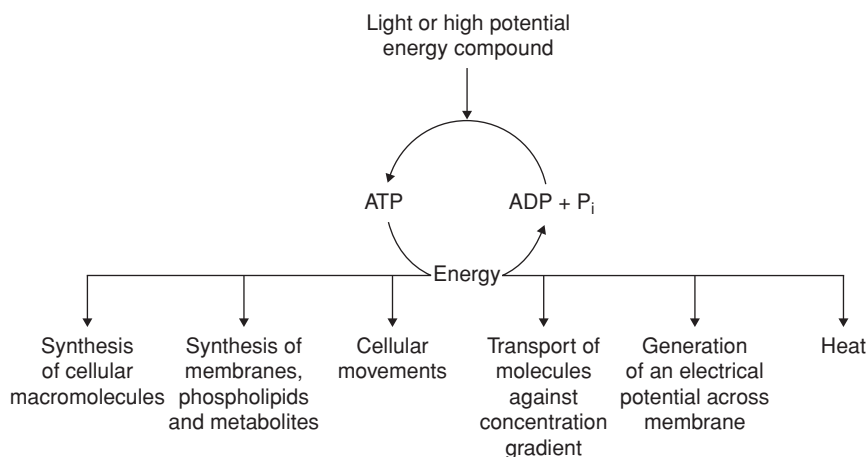 Light or high potential
energy compound
ATP
ADP + Pi
Energy
Synthesis
of cellular
macromolecules
Synthesis of
membranes,
phospholipids
and metabolites
Cellular
movements
Transport of
molecules
against
concentration
gradient
Generation
of an electrical
potential across
membrane
Heat